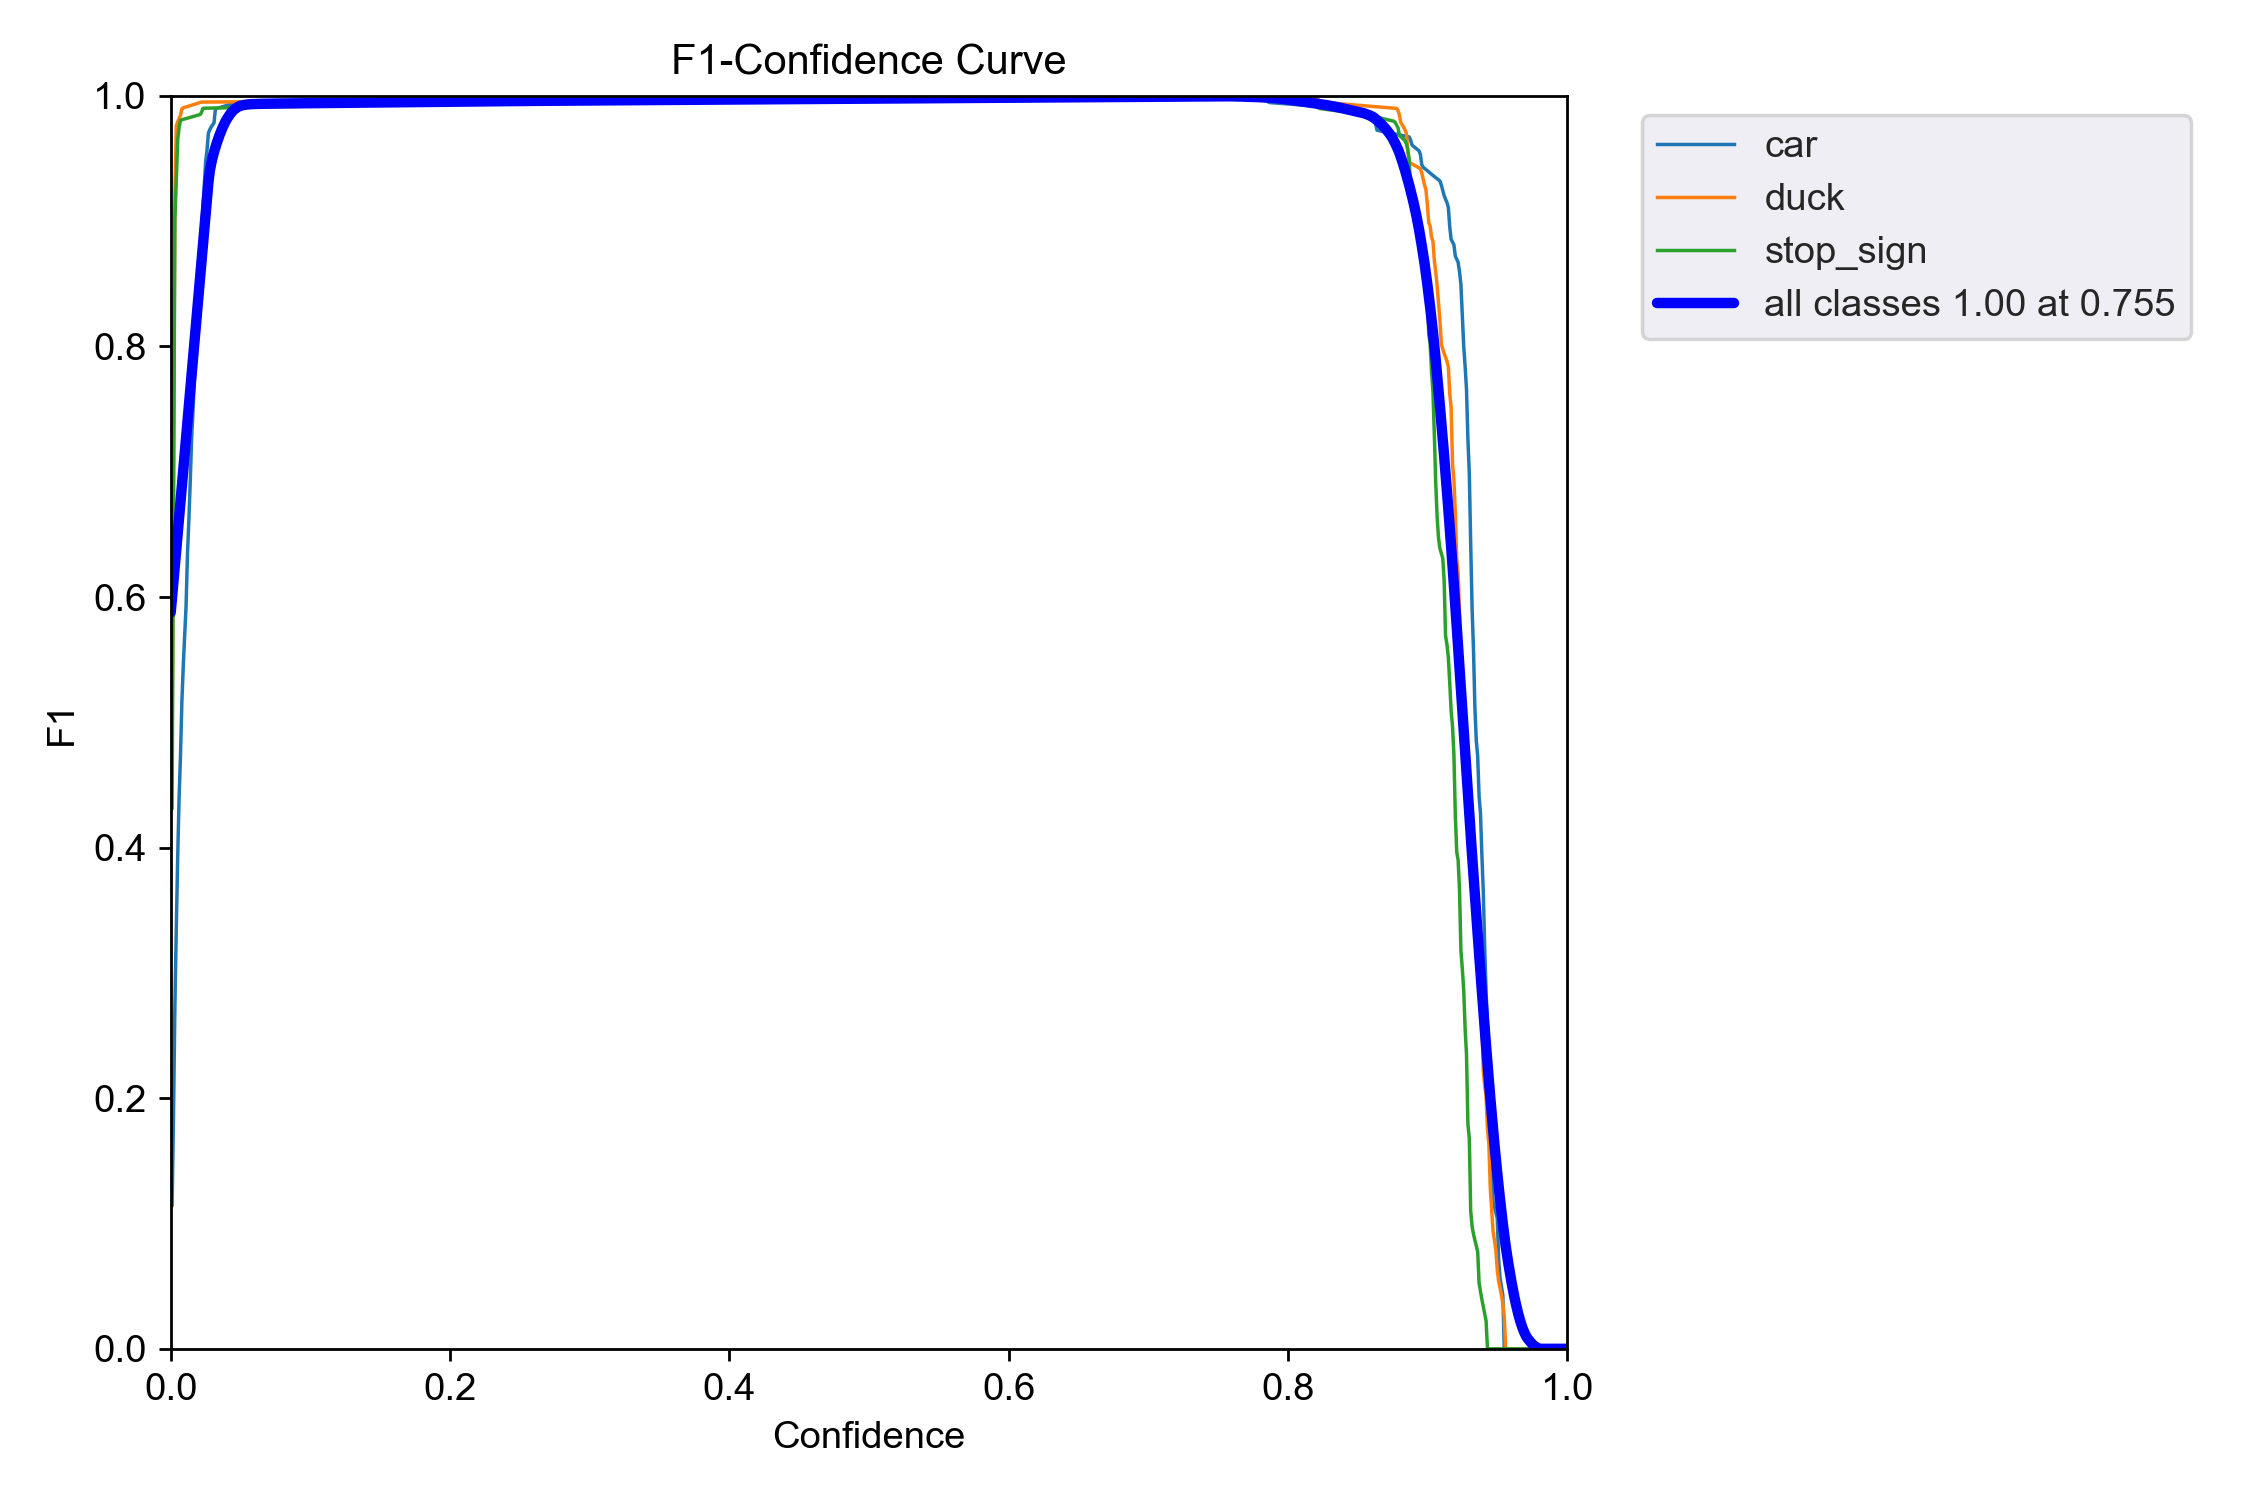 F1-Confidence Curve
1.0
0.8
0.6
0.4
0.2
0.0
F1
0.0 0.2 0.4 0.6 0.8 1.0
Confidence
car
duck
stop_sign
all classes 1.00 at 0.755